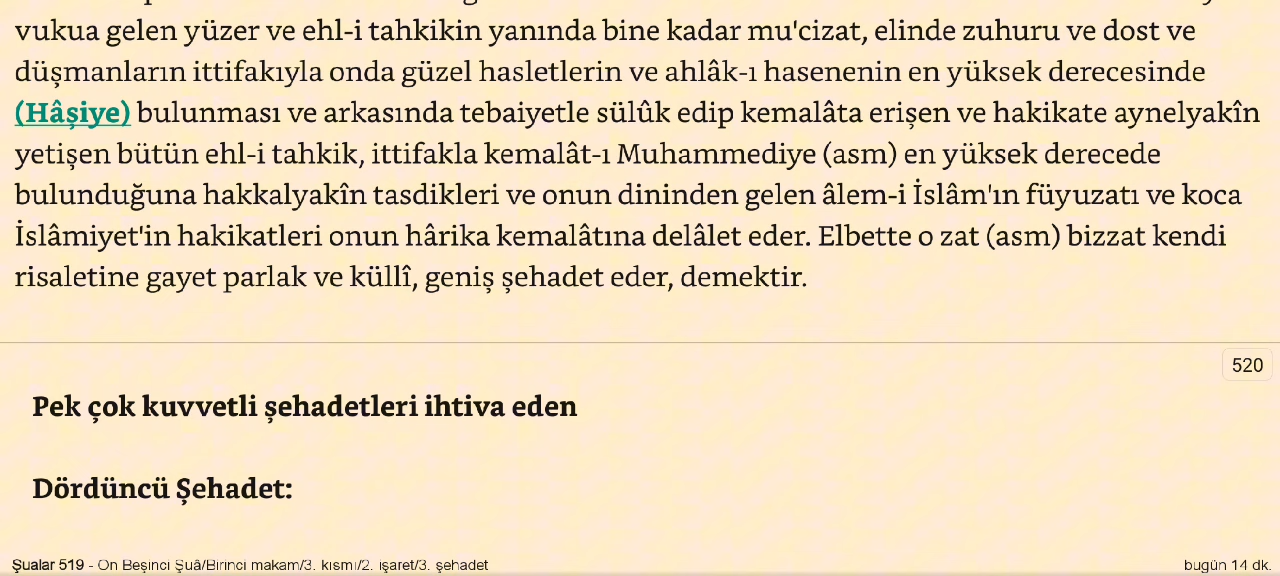 vukua gelen yüzer ve ehl-i tahkikin yanında bine kadar mu'cizat, elinde zuhuru ve dost ve
düşmanların ittifakıyla onda güzel hasletlerin ve ahlâk-ı hasenenin en yüksek derecesinde
(Hâşiye) bulunması ve arkasında tebaiyetle sülûk edip kemalâta erişen ve hakikate aynelyakîn
yetişen bütün ehl-i tahkik, ittifakla kemalât-ı Muhammediye (asm) en yüksek derecede
bulunduğuna hakkalyakîn tasdikleri ve onun dininden gelen âlem-i İslâm'ın füyuzatı ve koca
İslâmiyet'in hakikatleri onun hârika kemalâtına delâlet eder. Elbette o zat (asm) bizzat kendi
risaletine gayet parlak ve küllî, geniş şehadet eder, demektir.
520
Pek çok kuvvetli şehadetleri ihtiva eden
Dördüncü Şehadet:
Şualar 519 - On Beşinci Şuâ/Birinci makam/3. kısmı/2. işaret/3. şehadet
bugün 14 dk.